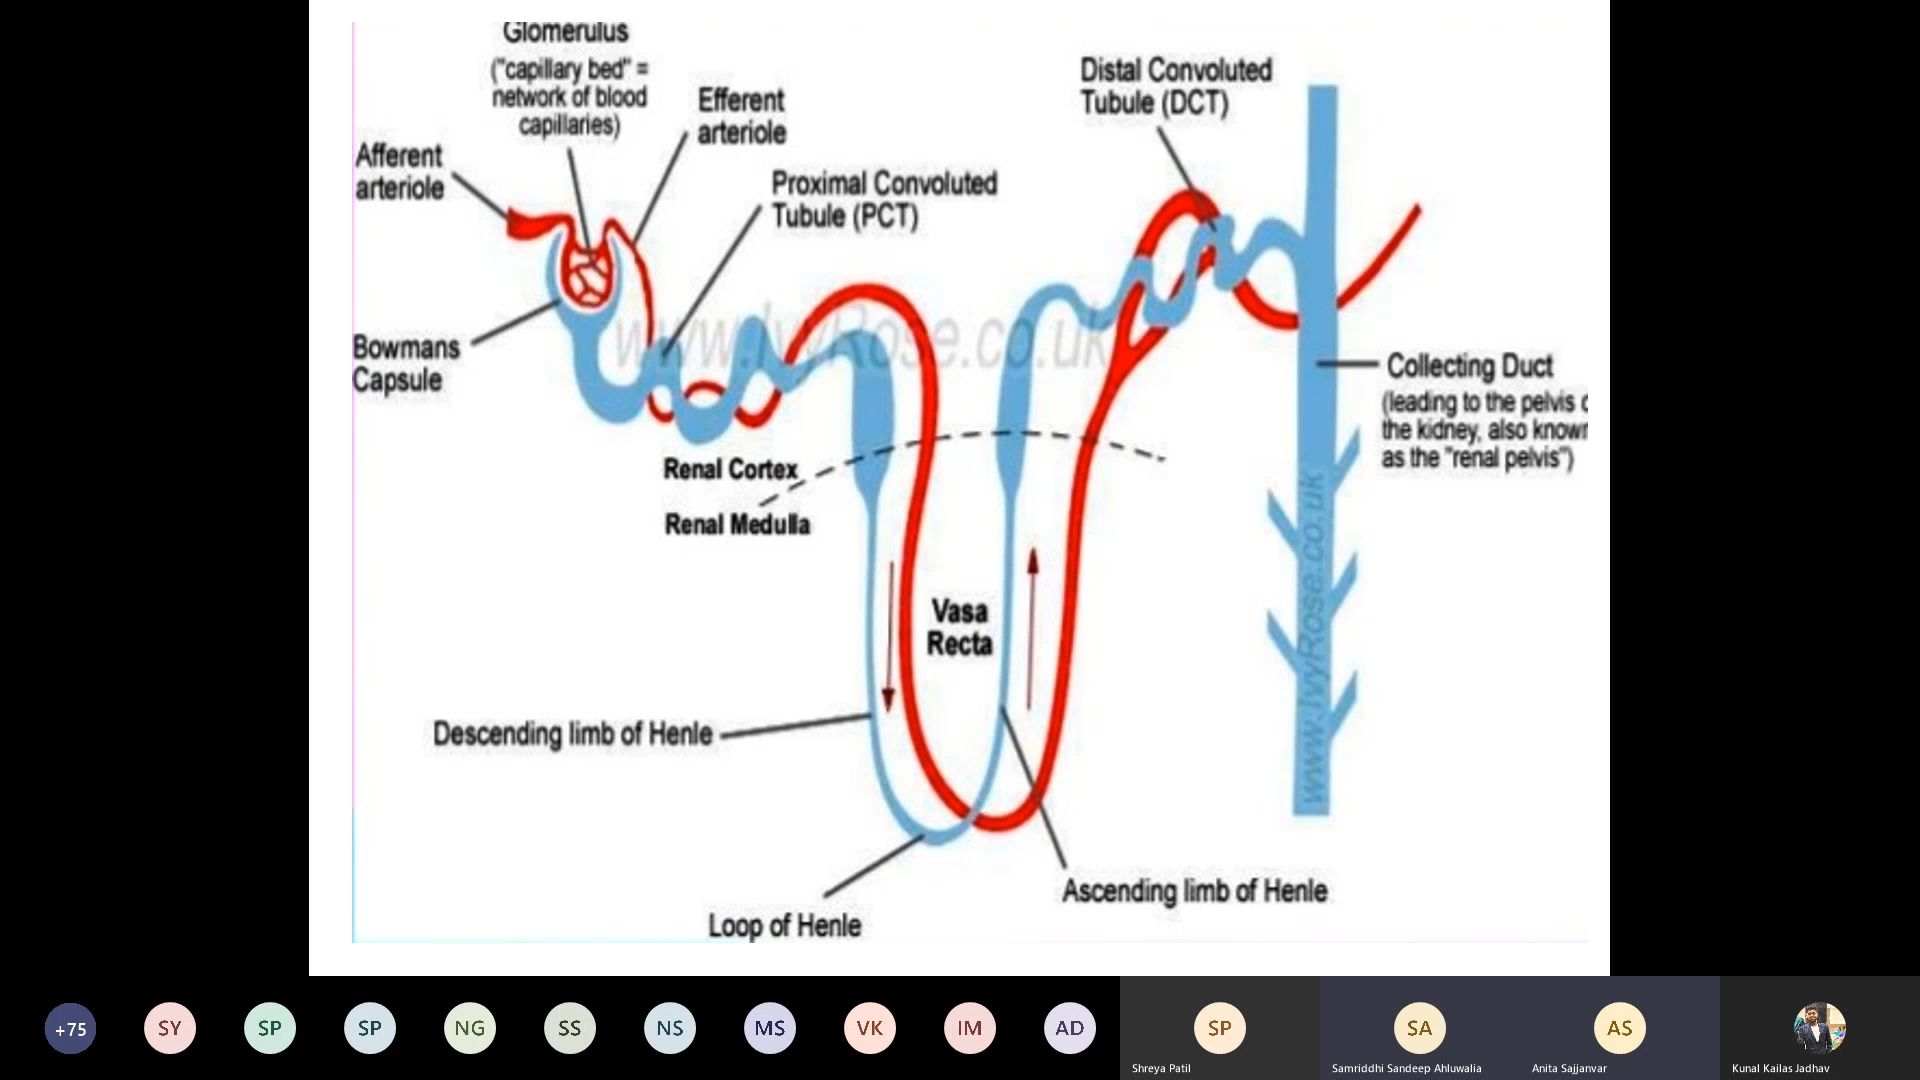 Glomerulus
("capillary bed" =
network of blood
capillaries)
Efferent
arteriole
Afferent
arteriole
Proximal Convoluted
Tubule (PCT)
Distal Convoluted
Tubule (DCT)
www.IvyRose.co.uk
Bowmans
Capsule
Collecting Duct
(leading to the pelvis
the kidney, also known
as the "renal pelvis")
Renal Cortex
Renal Medulla
www.IvyRose.co.uk
Vasa
Recta
Descending limb of Henle
Ascending limb of Henle
Loop of Henle
+75
SY
SP
SP
NG
SS
NS
MS
VK
IM
AD
SP
Shreya Patil
SA
Samriddhi Sandeep Ahluwalia
AS
Anita Sajjanvar
Kunal Kailas Jadhav